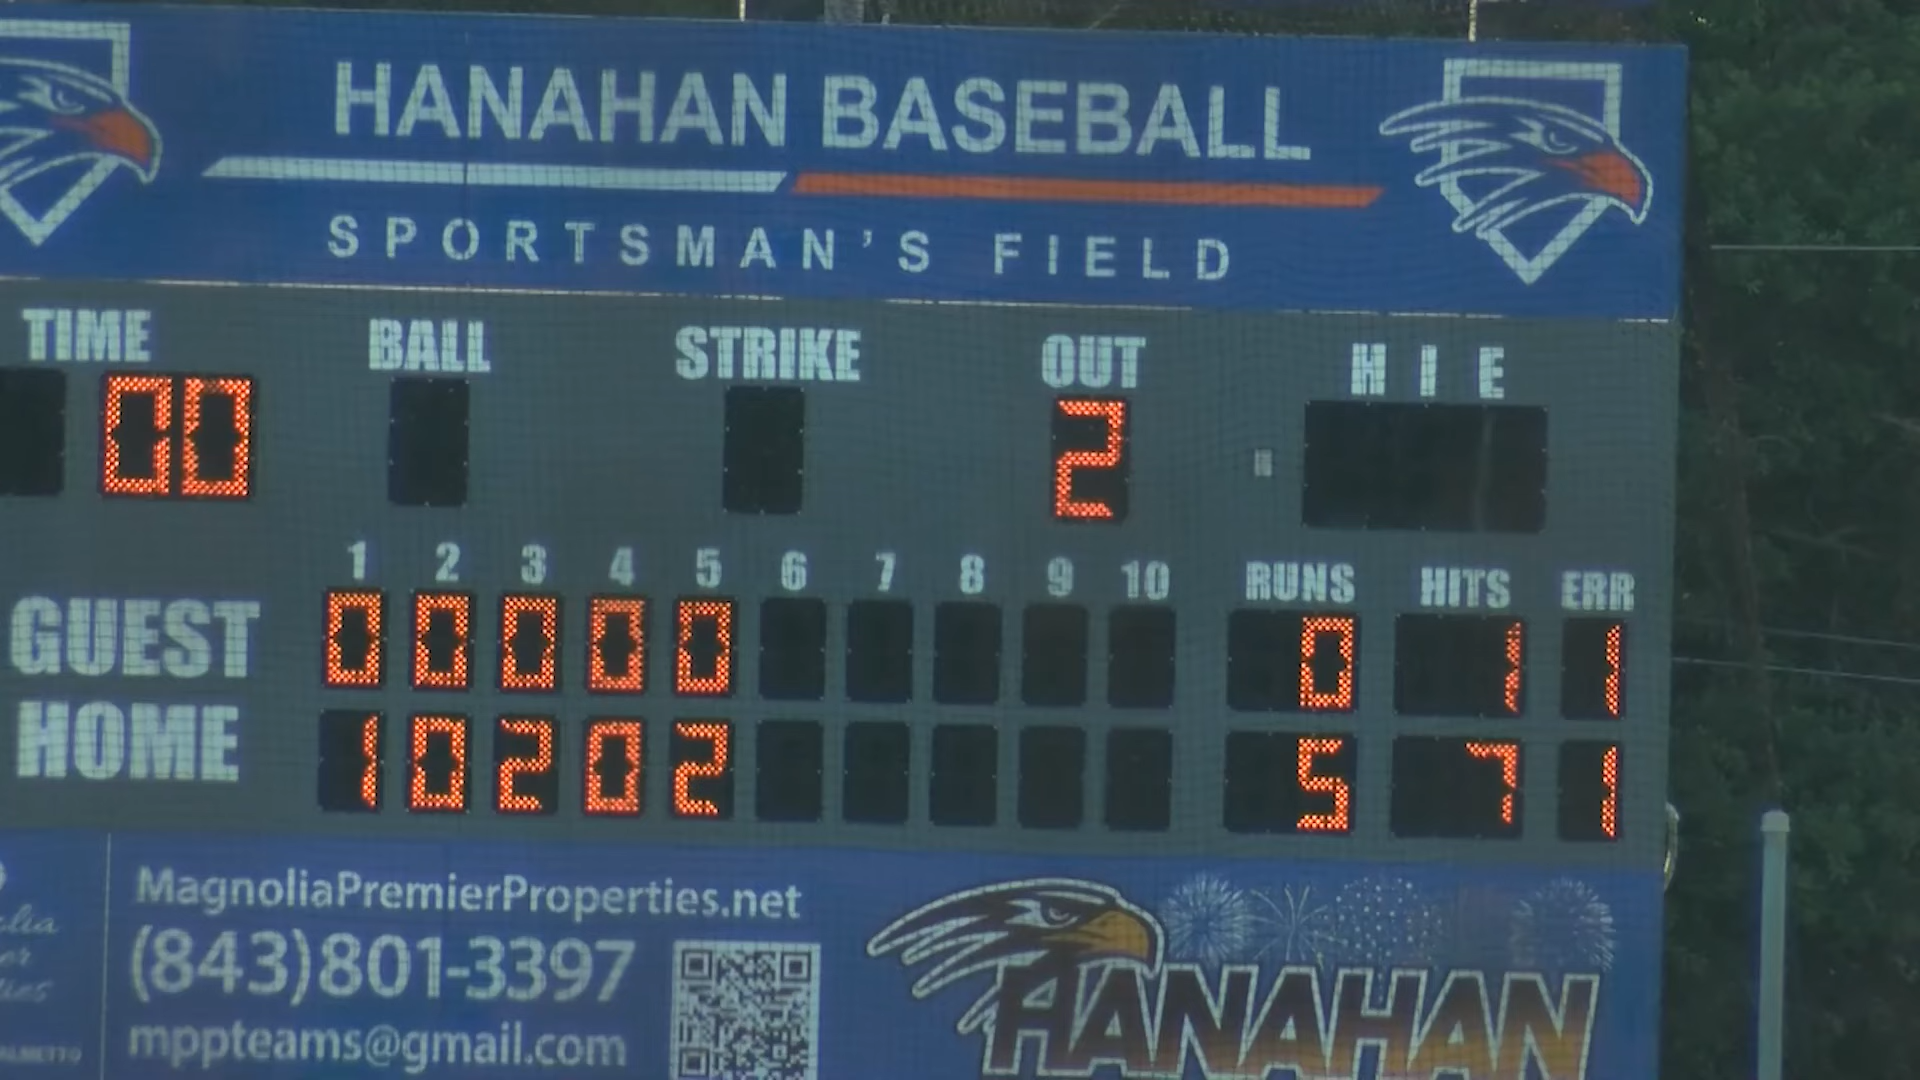 HANAHAN BASEBALL
SPORTSMAN'S FIELD
TIME BALL STRIKE OUT H I E
00 2
1 2 3 4 5 6 7 8 9 10 RUNS HITS ERR
GUEST 0 0 0 0 0 0 1 1
HOME 1 0 2 0 2 5 7 1
MagnoliaPremierProperties.net
(843)801-3397
mppteams@gmail.com
HANAHAN